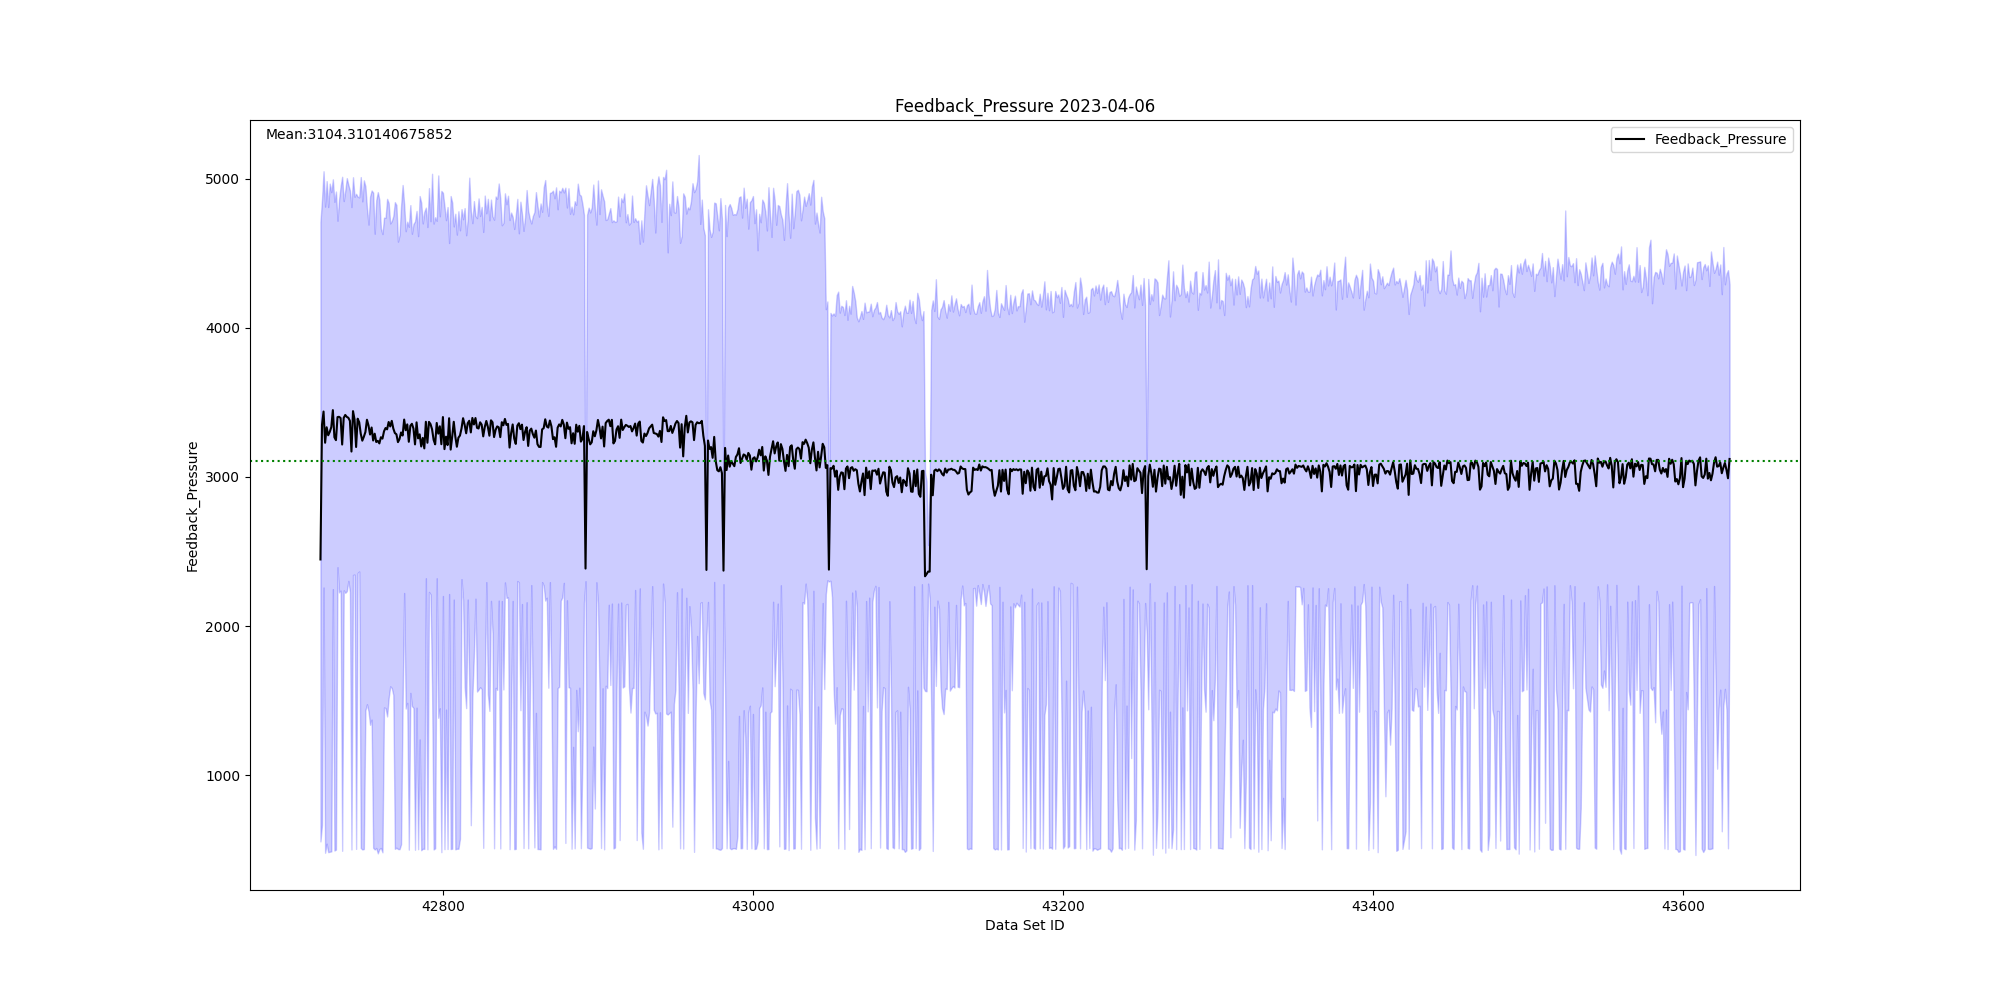 Feedback_Pressure 2023-04-06
Mean:3104.310140675852
Feedback_Pressure
5000
4000
3000
2000
1000
Feedback_Pressure
42800
43000
43200
43400
43600
Data Set ID